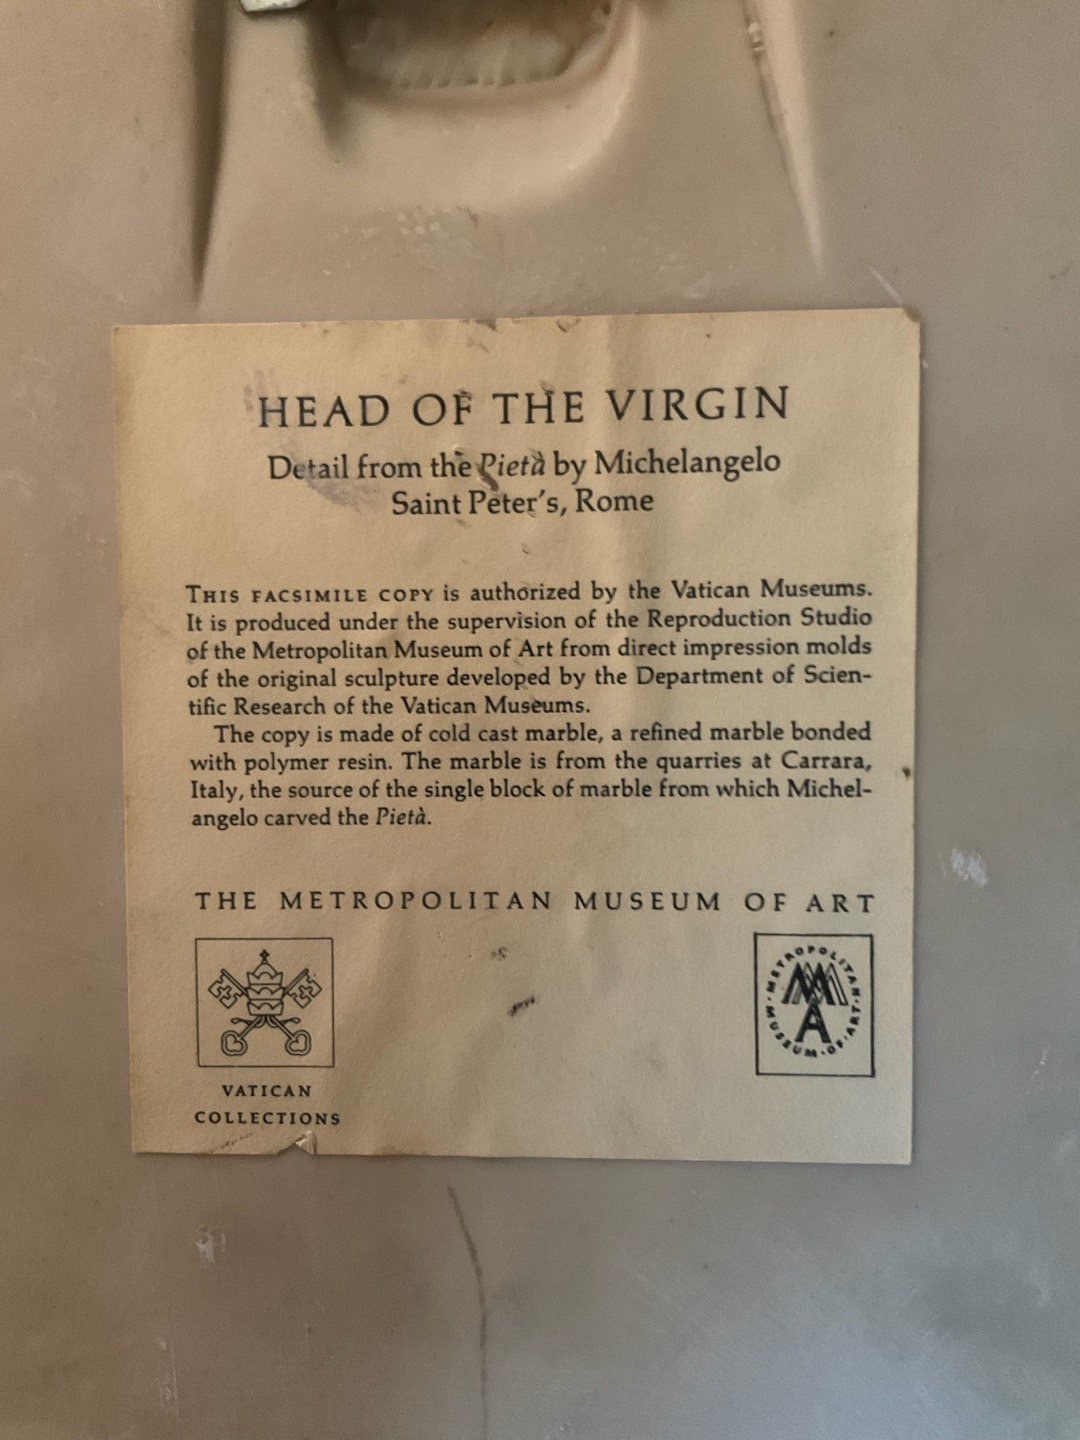 HEAD OF THE VIRGIN
Detail from the Pietà by Michelangelo
Saint Peter's, Rome
THIS FACSIMILE COPY is authorized by the Vatican Museums.
It is produced under the supervision of the Reproduction Studio
of the Metropolitan Museum of Art from direct impression molds
of the original sculpture developed by the Department of Scien-
tific Research of the Vatican Museums.
The copy is made of cold cast marble, a refined marble bonded
with polymer resin. The marble is from the quarries at Carrara,
Italy, the source of the single block of marble from which Michel-
angelo carved the Pietà.
THE METROPOLITAN MUSEUM OF ART
VATICAN
COLLECTIONS
METROPOLITAN · MUSEUM · OF · ART ·
MMA